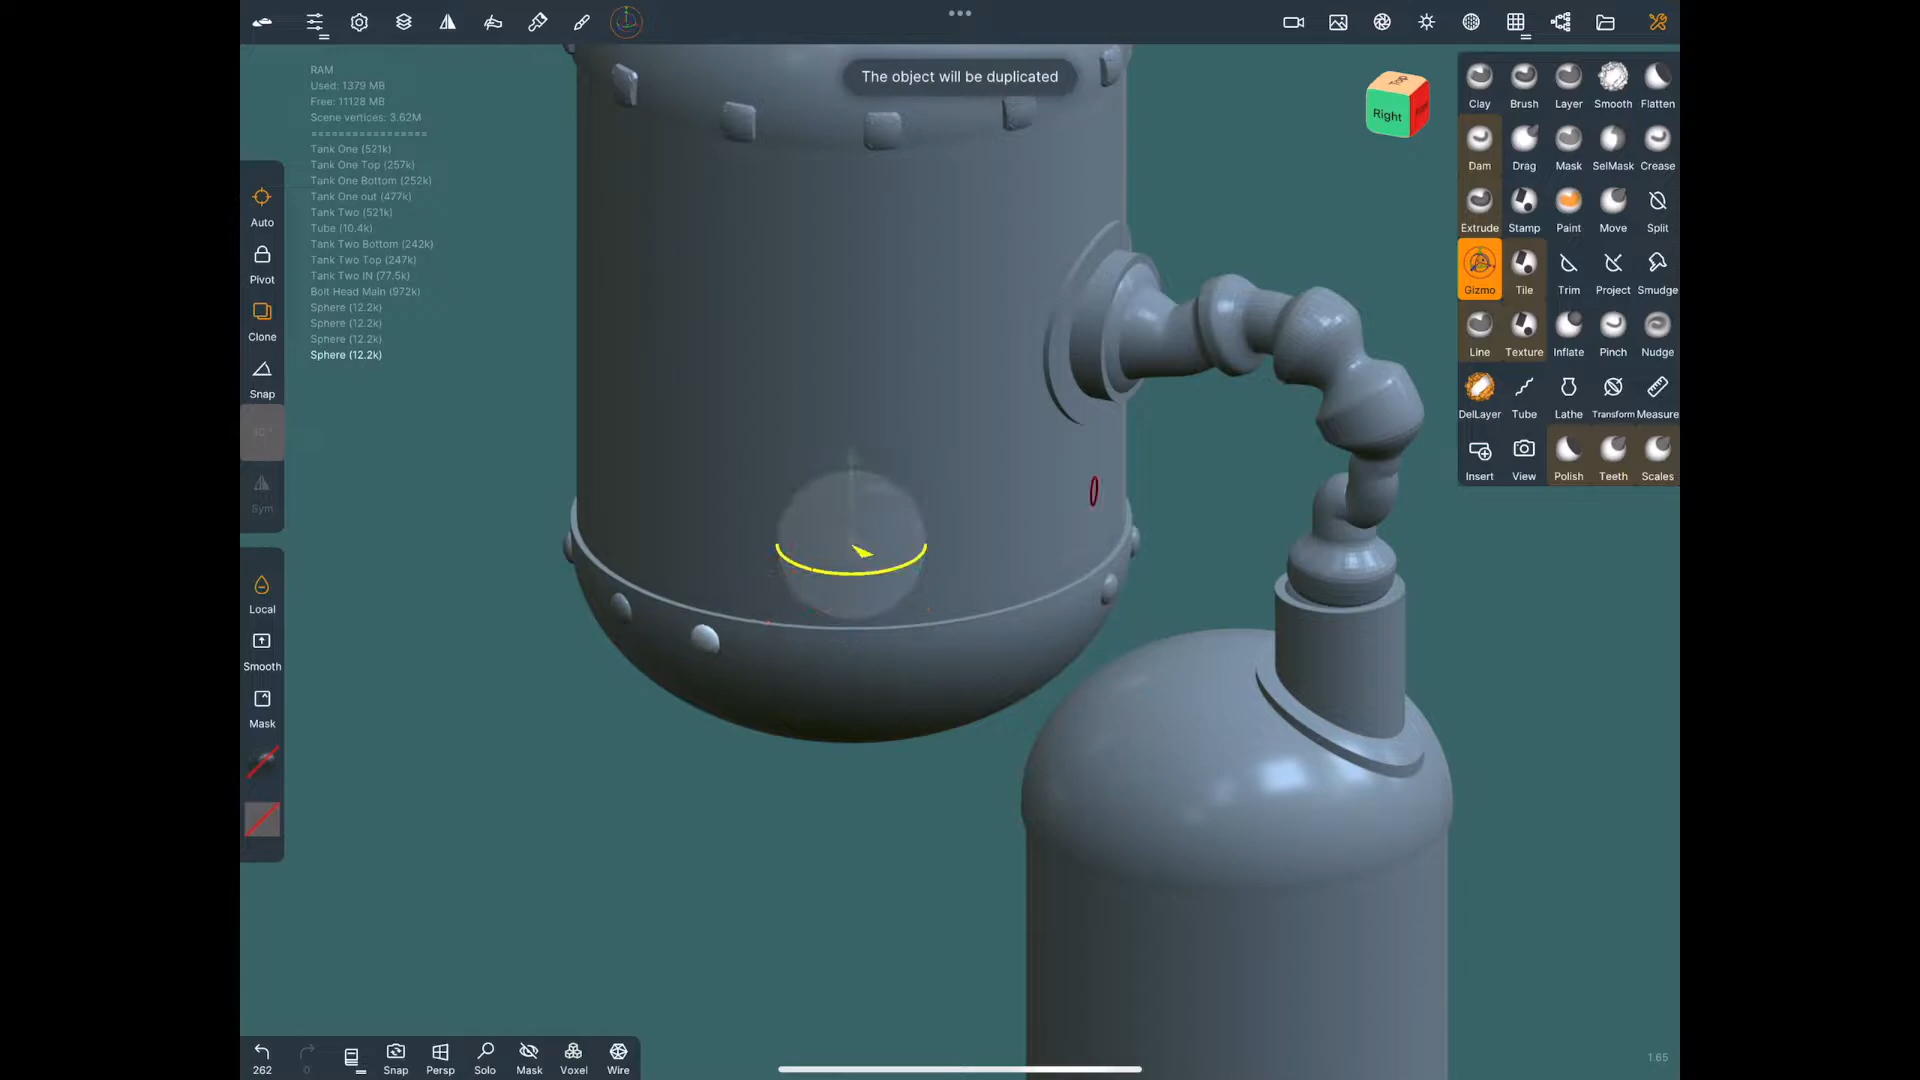 The object will be duplicated
RAM
Used: 1379 MB
Free: 11128 MB
Scene vertices: 3.62M
=================
Tank One (521k)
Tank One Top (257k)
Tank One Bottom (252k)
Tank One out (477k)
Tank Two (521k)
Tube (10.4k)
Tank Two Bottom (242k)
Tank Two Top (247k)
Tank Two IN (77.5k)
Bolt Head Main (972k)
Sphere (12.2k)
Sphere (12.2k)
Sphere (12.2k)
Sphere (12.2k)
Auto
Pivot
Clone
Snap
Sym
Local
Smooth
Mask
TOP
Right
Clay Brush Layer Smooth Flatten
Dam Drag Mask SelMask Crease
Extrude Stamp Paint Move Split
Gizmo Tile Trim Project Smudge
Line Texture Inflate Pinch Nudge
DelLayer Tube Lathe Transform Measure
Insert View Polish Teeth Scales
262 0 Snap Persp Solo Mask Voxel Wire
1.65